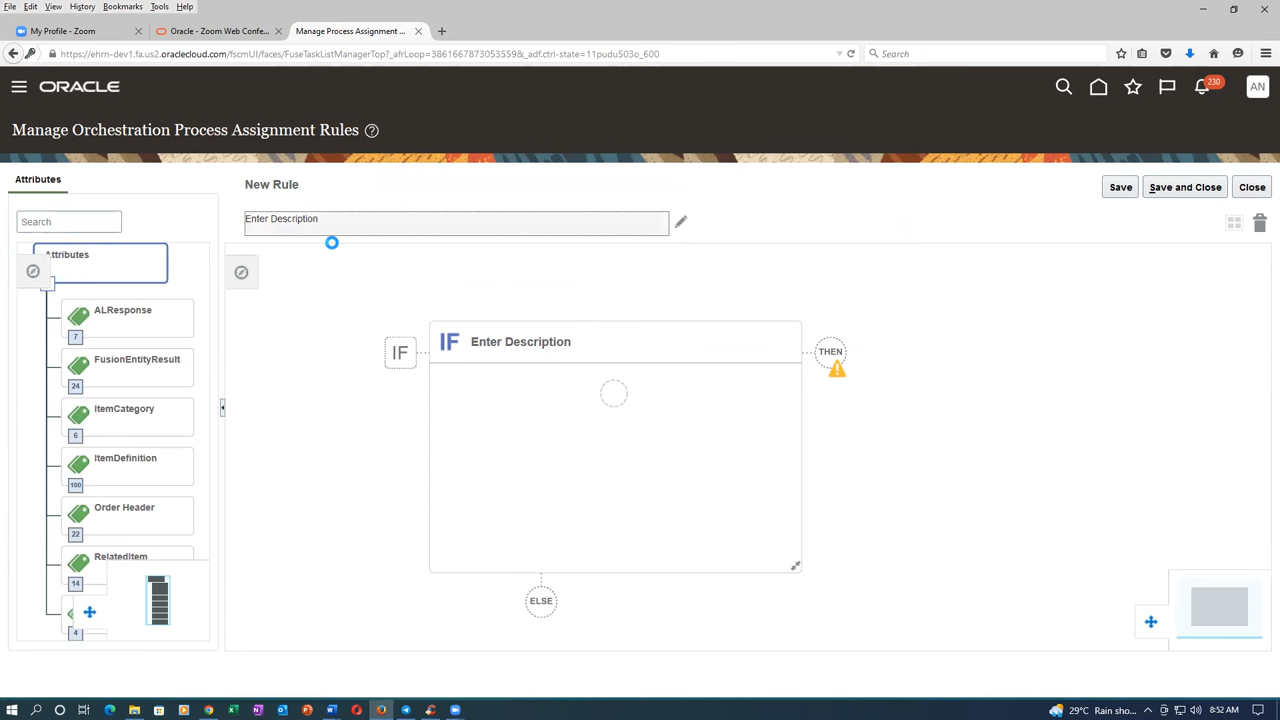 File Edit View History Bookmarks Tools Help
My Profile - Zoom
Oracle - Zoom Web Confe...
Manage Process Assignment ...
https://ehrn-dev1.fa.us2.oraclecloud.com/fscmUI/faces/FuseTaskListManagerTop?_afrLoop=38616678730535598&_adf.ctrl-state=11pudu503o_600
Search
ORACLE
230
AN
Manage Orchestration Process Assignment Rules ?
Attributes
New Rule
Save
Save and Close
Close
Search
Enter Description
Attributes
ALResponse
7
FusionEntityResult
24
ItemCategory
6
ItemDefinition
100
Order Header
22
RelatedItem
14
4
IF
IF Enter Description
THEN
ELSE
29°C Rain sho...
8:52 AM